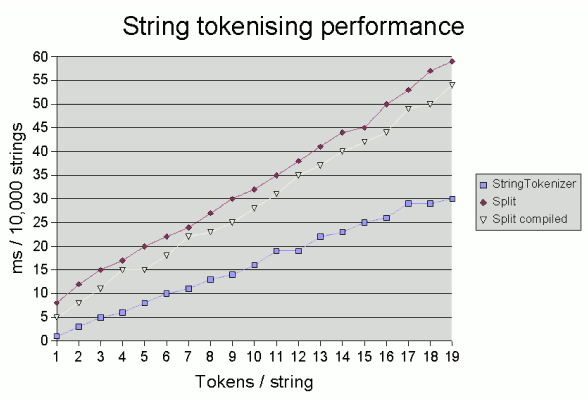 String tokenising performance
60
55
50
45
40
35
30
25
20
15
10
5
0
ms / 10,000 strings
1 2 3 4 5 6 7 8 9 10 11 12 13 14 15 16 17 18 19
Tokens / string
StringTokenizer
Split
Split compiled